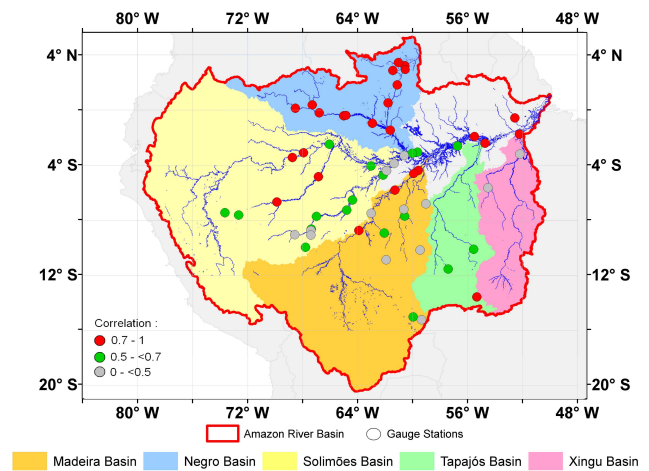 80° W 72° W 64° W 56° W 48° W
4° N 4° N
4° S 4° S
12° S 12° S
Correlation :
0.7 - 1
0.5 - <0.7
0 - <0.5
20° S 20° S
80° W 72° W 64° W 56° W 48° W
Amazon River Basin Gauge Stations
Madeira Basin Negro Basin Solimões Basin Tapajós Basin Xingu Basin